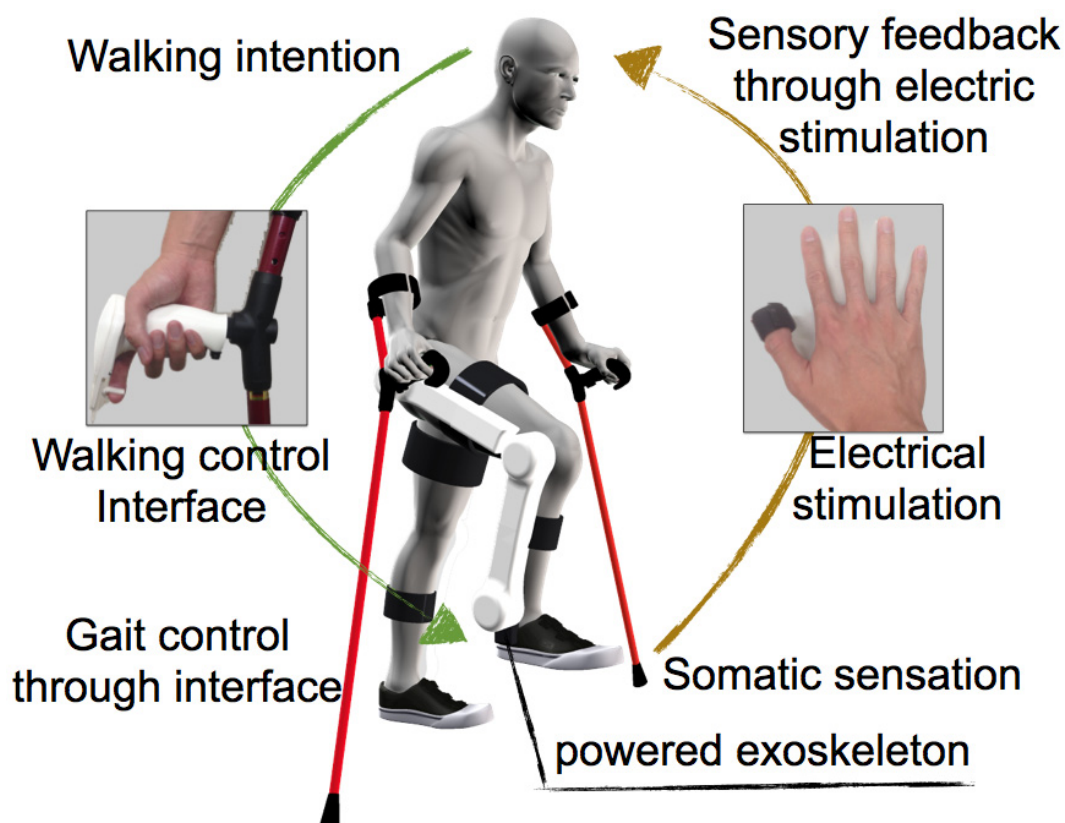 Walking intention
Sensory feedback
through electric
stimulation
Walking control
Interface
Electrical
stimulation
Gait control
through interface
Somatic sensation
powered exoskeleton